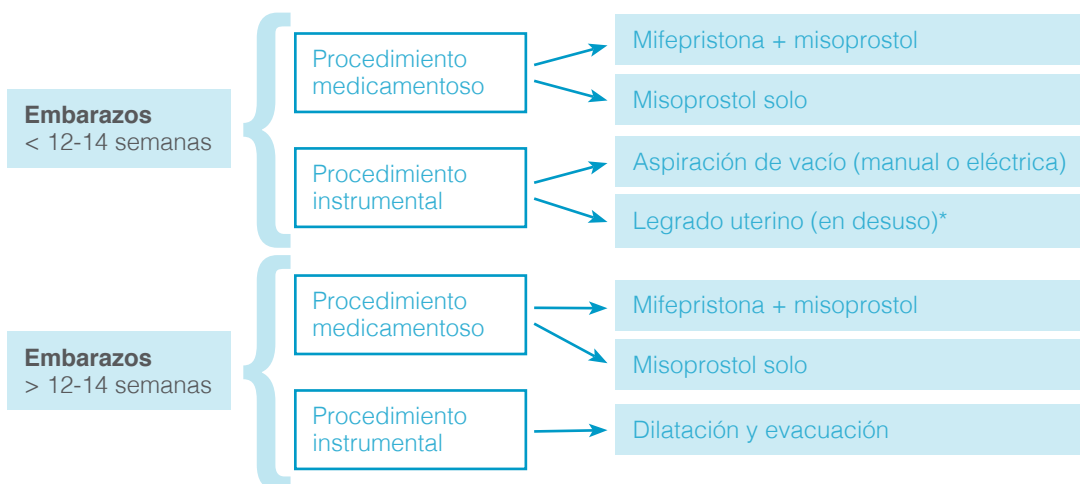 Embarazos
< 12-14 semanas
Procedimiento
medicamentoso
Mifepristona + misoprostol
Misoprostol solo
Procedimiento
instrumental
Aspiración de vacío (manual o eléctrica)
Legrado uterino (en desuso)*
Embarazos
> 12-14 semanas
Procedimiento
medicamentoso
Mifepristona + misoprostol
Misoprostol solo
Procedimiento
instrumental
Dilatación y evacuación